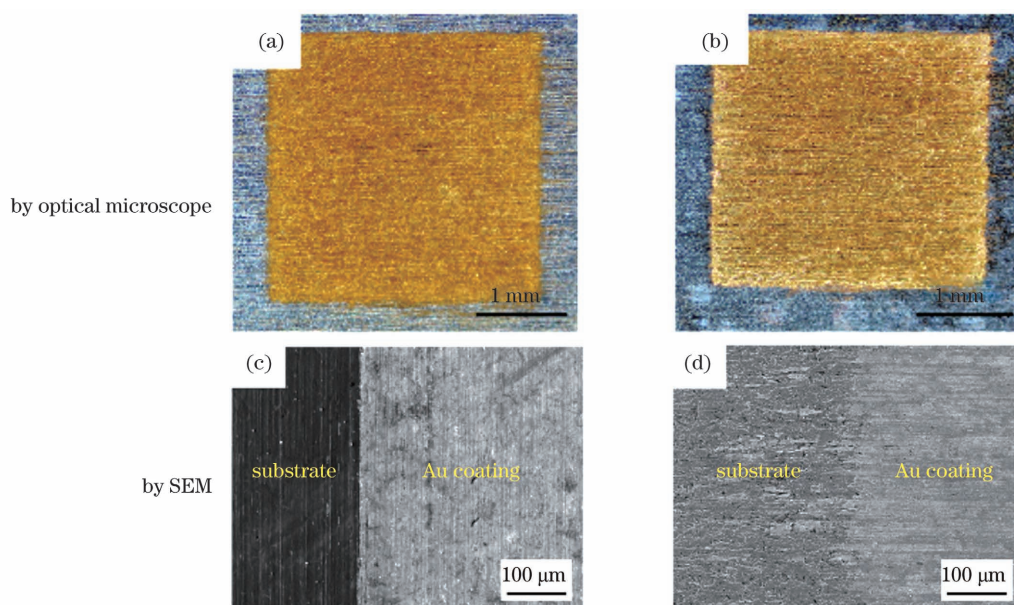 (a)
(b)
by optical microscope
1 mm
1 mm
(c)
(d)
substrate
Au coating
substrate
Au coating
by SEM
100 μm
100 μm